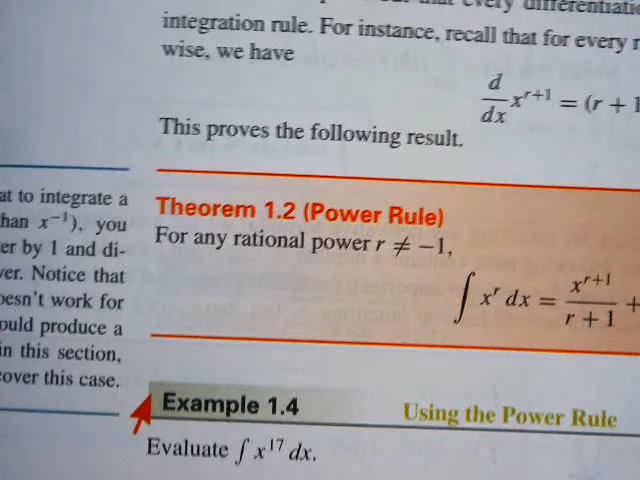 integration rule. For instance, recall that for every
wise, we have
d/dx x^{r+1} = (r + 1
This proves the following result.
at to integrate a
han x^{-1}), you
er by 1 and di-
ver. Notice that
oesn't work for
ould produce a
in this section,
cover this case.
Theorem 1.2 (Power Rule)
For any rational power r ≠ −1,
∫ x^r dx = x^{r+1}/(r + 1) +
Example 1.4
Using the Power Rule
Evaluate ∫ x^{17} dx.